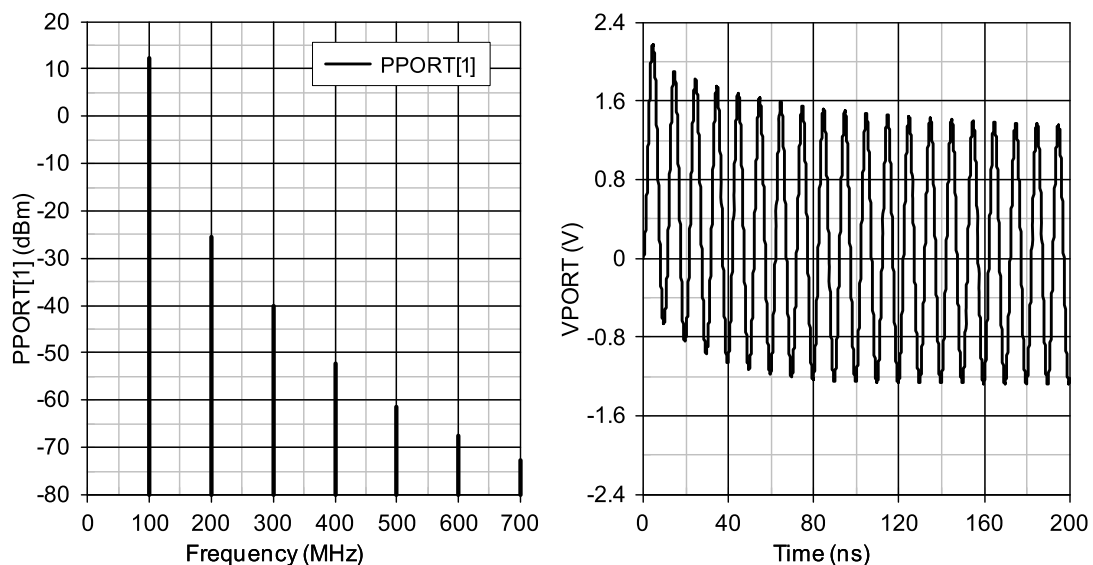 20
10
0
-10
-20
-30
-40
-50
-60
-70
-80
PPORT[1] (dBm)
PPORT[1]
0 100 200 300 400 500 600 700
Frequency (MHz)
2.4
1.6
0.8
0
-0.8
-1.6
-2.4
VPORT (V)
0 40 80 120 160 200
Time (ns)